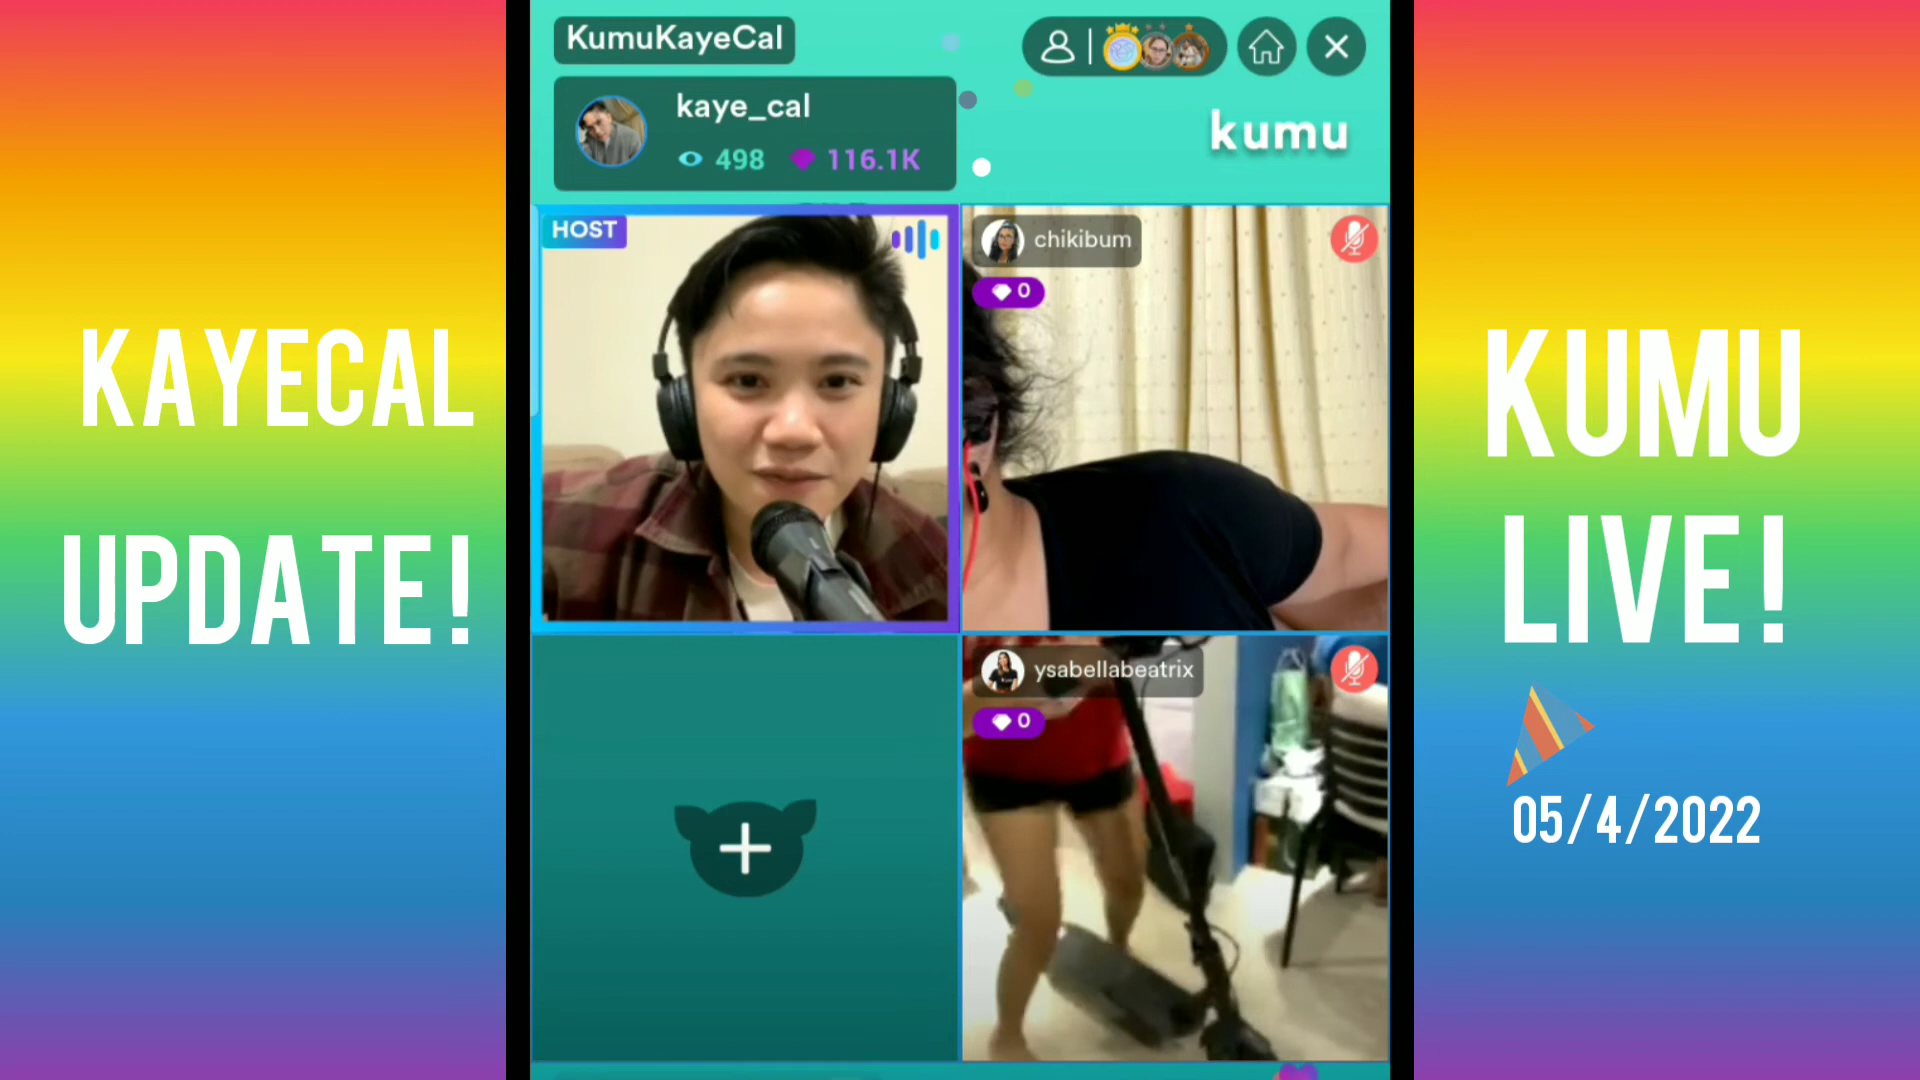 KumuKayeCal
kaye_cal
498 116.1K
kumu
HOST
chikibum
0
KAYECAL
UPDATE!
KUMU
LIVE!
05/4/2022
ysabellabeatrix
0